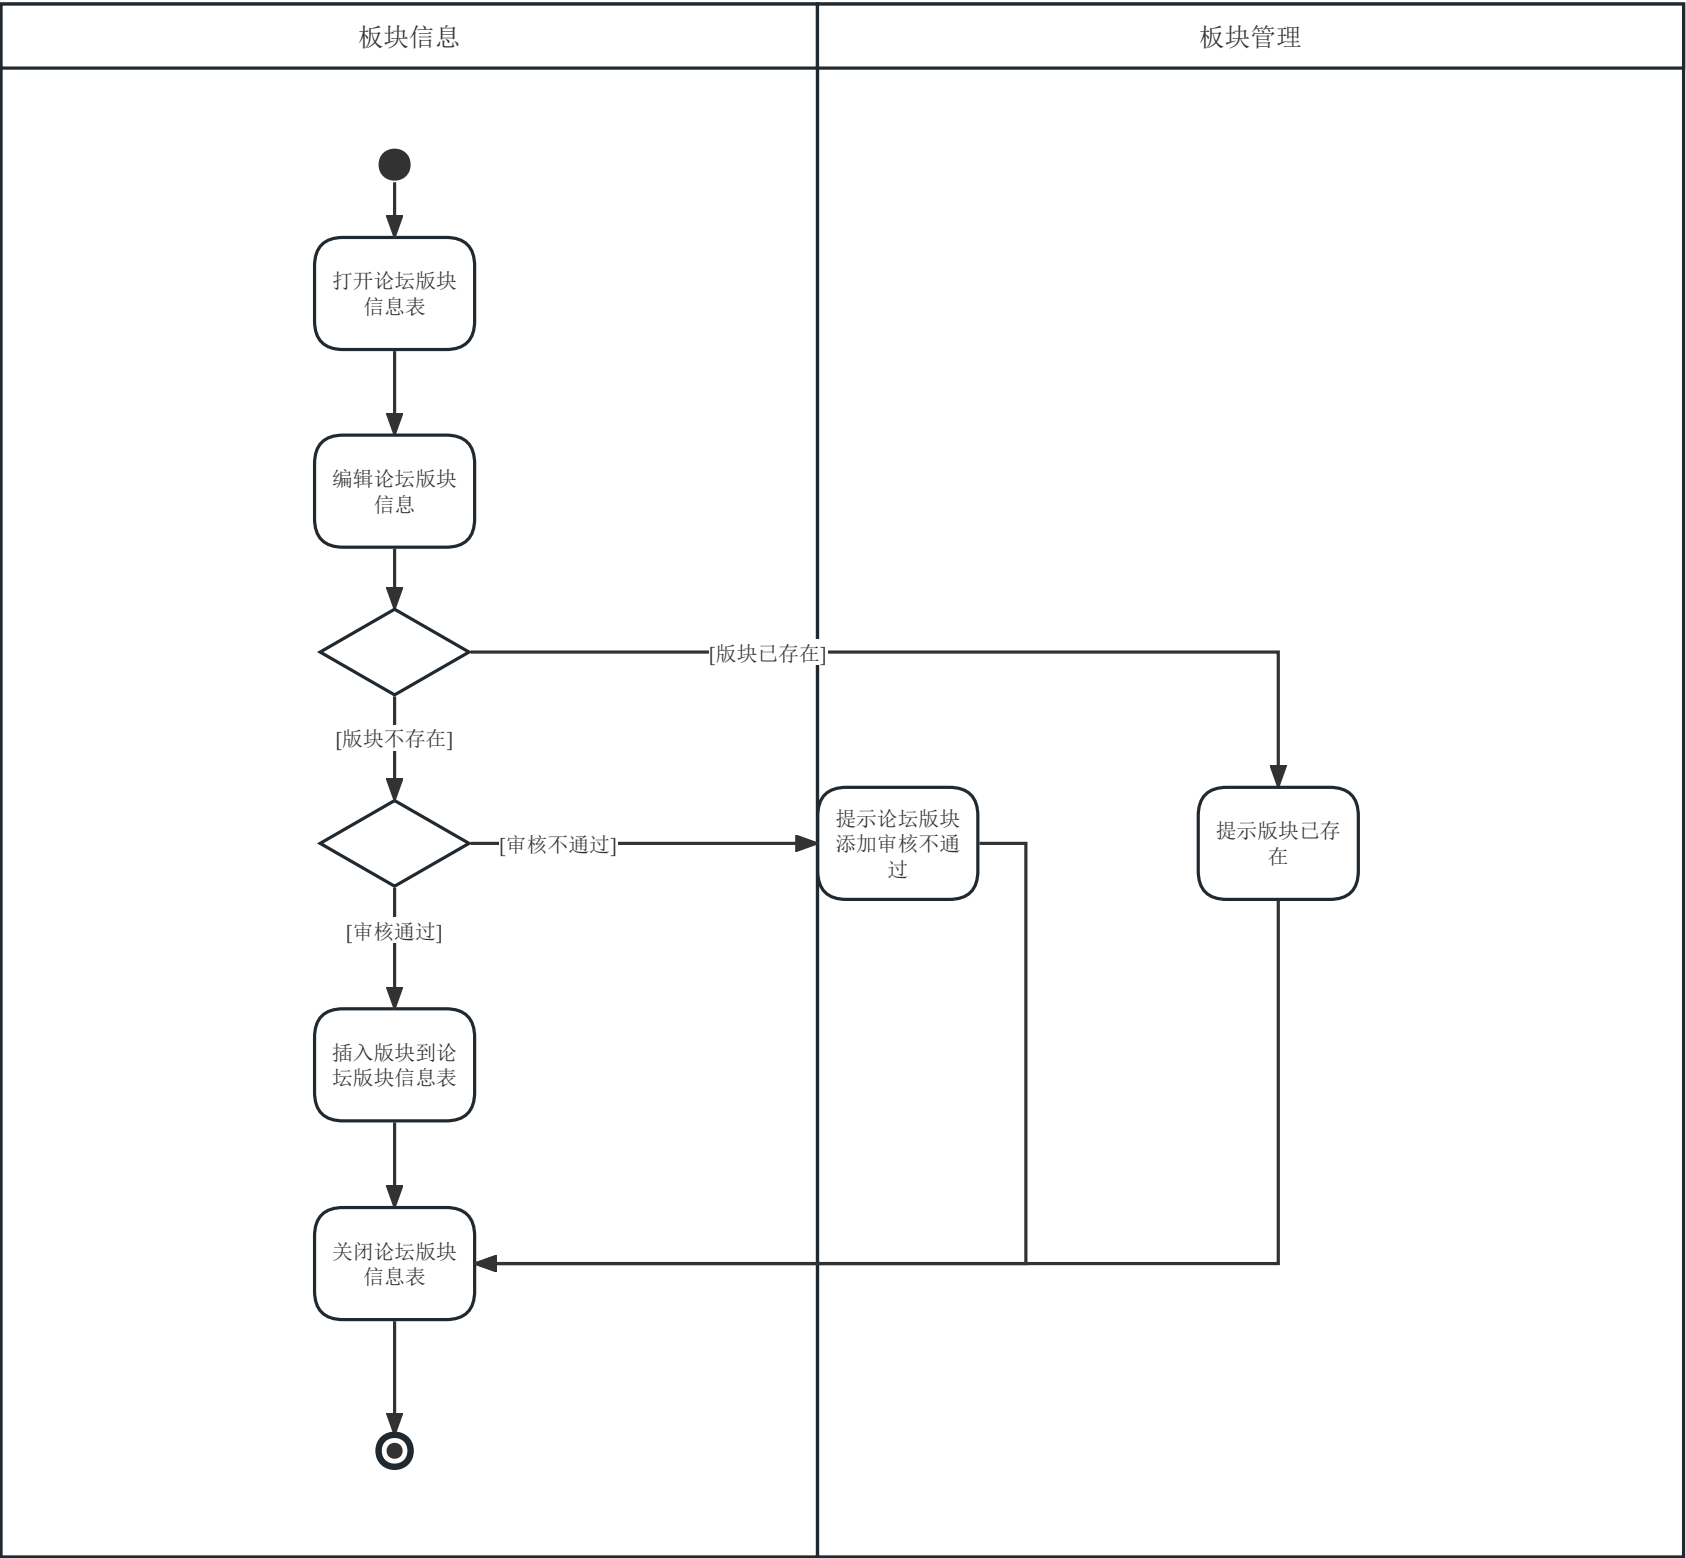 板块信息
板块管理
打开论坛版块
信息表
编辑论坛版块
信息
[版块已存在]
[版块不存在]
[审核不通过]
提示论坛版块
添加审核不通
过
提示版块已存
在
[审核通过]
插入版块到论
坛版块信息表
关闭论坛版块
信息表